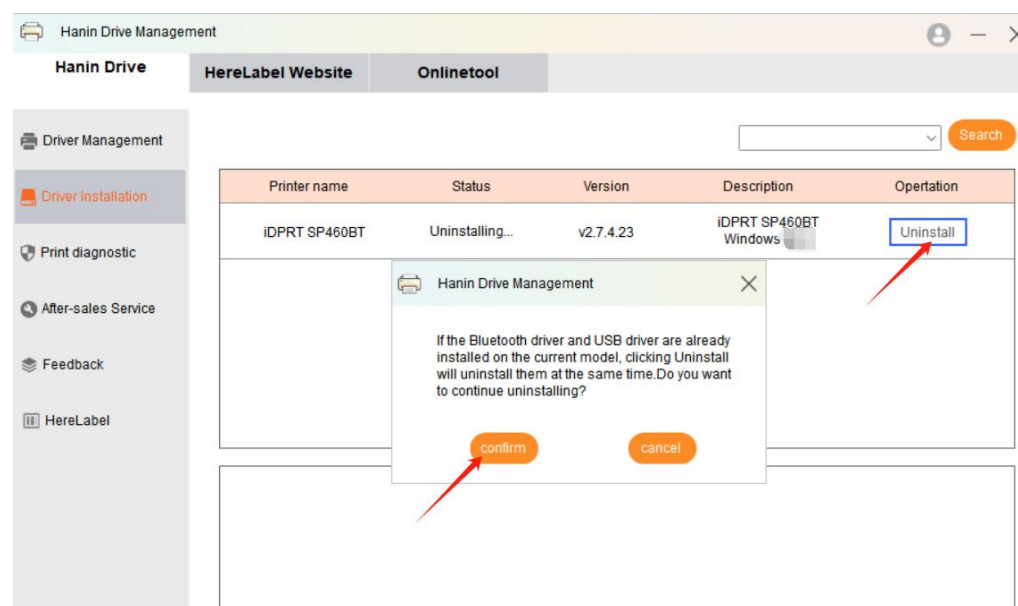 Hanin Drive Management
Hanin Drive
HereLabel Website
Onlinetool
Driver Management
Driver Installation
Print diagnostic
After-sales Service
Feedback
HereLabel
Search
Printer name Status Version Description Opertation
iDPRT SP460BT Uninstalling... v2.7.4.23 iDPRT SP460BT Uninstall
Windows
Hanin Drive Management
If the Bluetooth driver and USB driver are already
installed on the current model, clicking Uninstall
will uninstall them at the same time.Do you want
to continue uninstalling?
confirm cancel